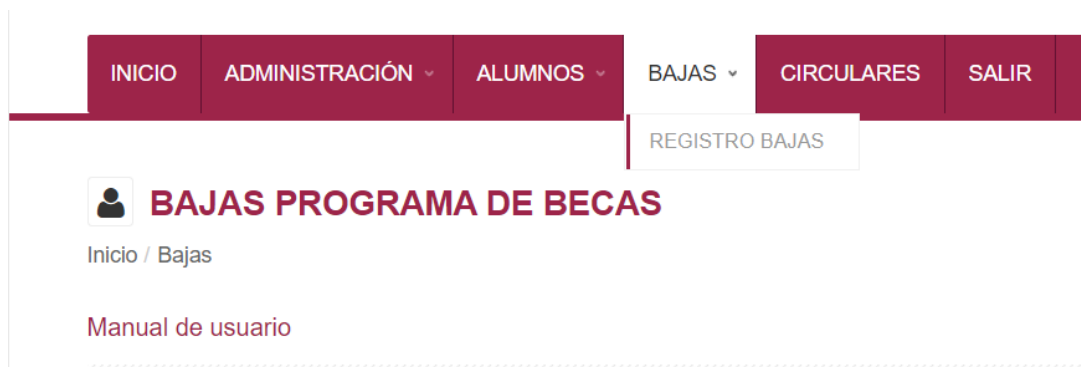 INICIO ADMINISTRACIÓN ALUMNOS BAJAS CIRCULARES SALIR
REGISTRO BAJAS
BAJAS PROGRAMA DE BECAS
Inicio / Bajas
Manual de usuario